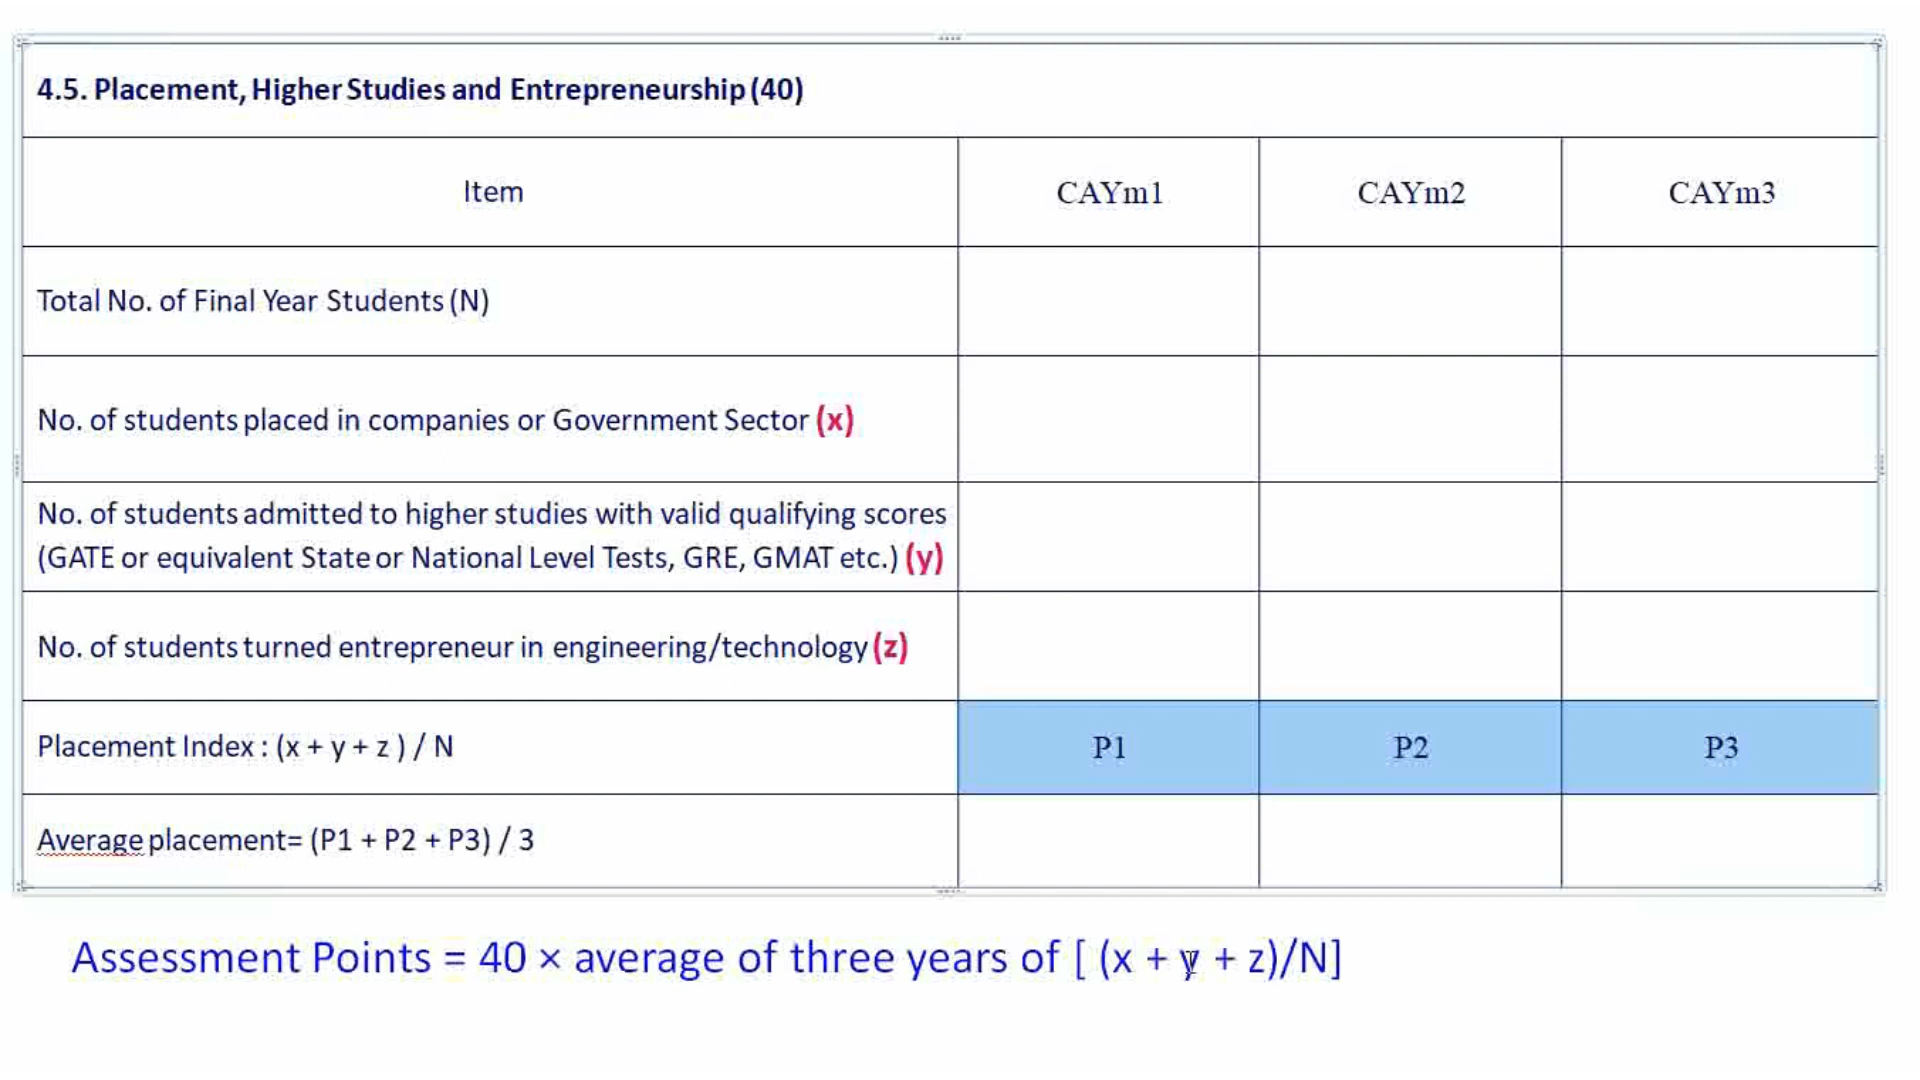 4.5. Placement, Higher Studies and Entrepreneurship (40)
Item CAYm1 CAYm2 CAYm3
Total No. of Final Year Students (N)
No. of students placed in companies or Government Sector (x)
No. of students admitted to higher studies with valid qualifying scores
(GATE or equivalent State or National Level Tests, GRE, GMAT etc.) (y)
No. of students turned entrepreneur in engineering/technology (z)
Placement Index : (x + y + z ) / N P1 P2 P3
Average placement= (P1 + P2 + P3) / 3
Assessment Points = 40 × average of three years of [ (x + y + z)/N]